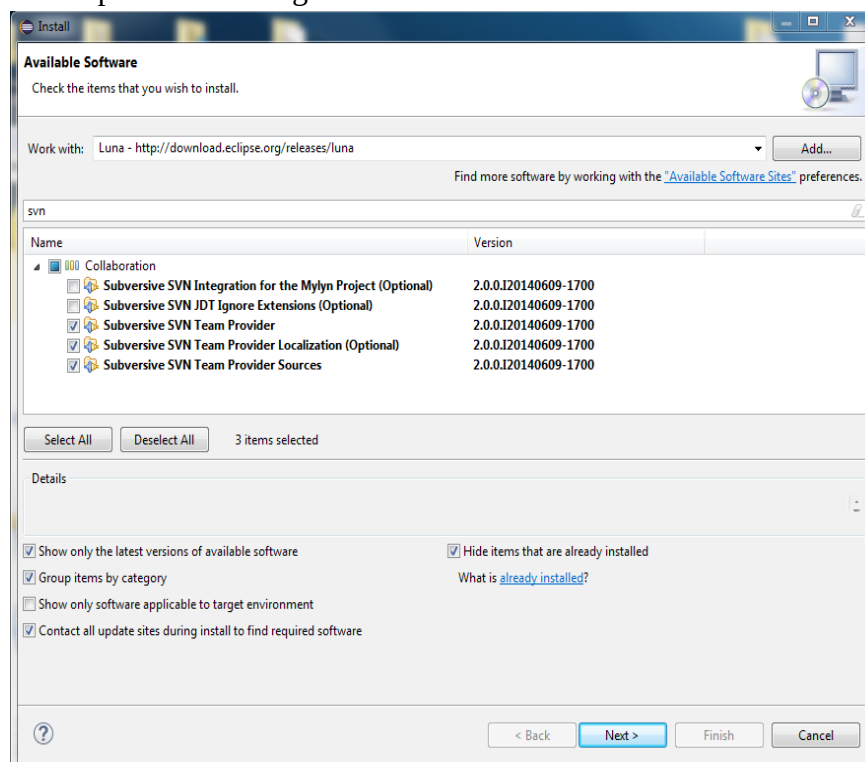 Install
Available Software
Check the items that you wish to install.
Work with: Luna - http://download.eclipse.org/releases/luna Add...
Find more software by working with the "Available Software Sites" preferences.
svn
Name Version
Collaboration
Subversive SVN Integration for the Mylyn Project (Optional) 2.0.0.I20140609-1700
Subversive SVN JDT Ignore Extensions (Optional) 2.0.0.I20140609-1700
Subversive SVN Team Provider 2.0.0.I20140609-1700
Subversive SVN Team Provider Localization (Optional) 2.0.0.I20140609-1700
Subversive SVN Team Provider Sources 2.0.0.I20140609-1700
Select All Deselect All 3 items selected
Details
Show only the latest versions of available software Hide items that are already installed
Group items by category What is already installed?
Show only software applicable to target environment
Contact all update sites during install to find required software
< Back Next > Finish Cancel